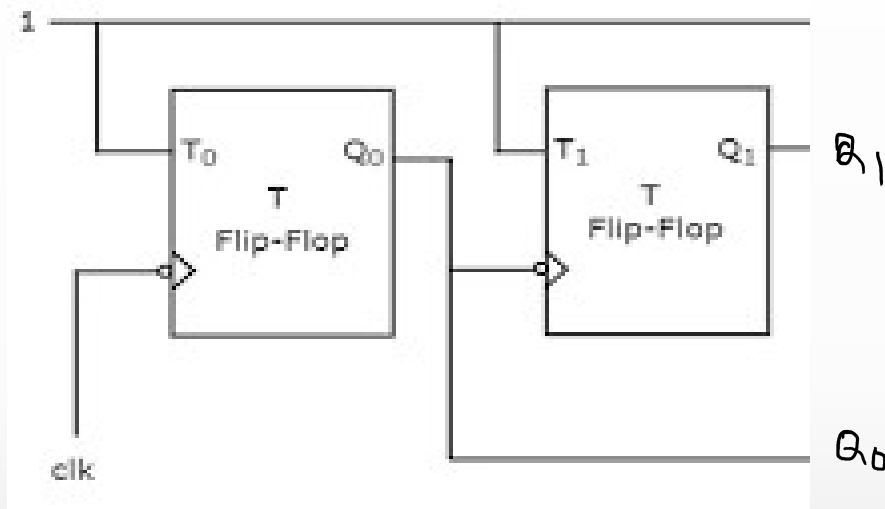 1
T₀ Q₀
T
Flip-Flop
clk
T₁ Q₁
T
Flip-Flop
Q₁
Q₀